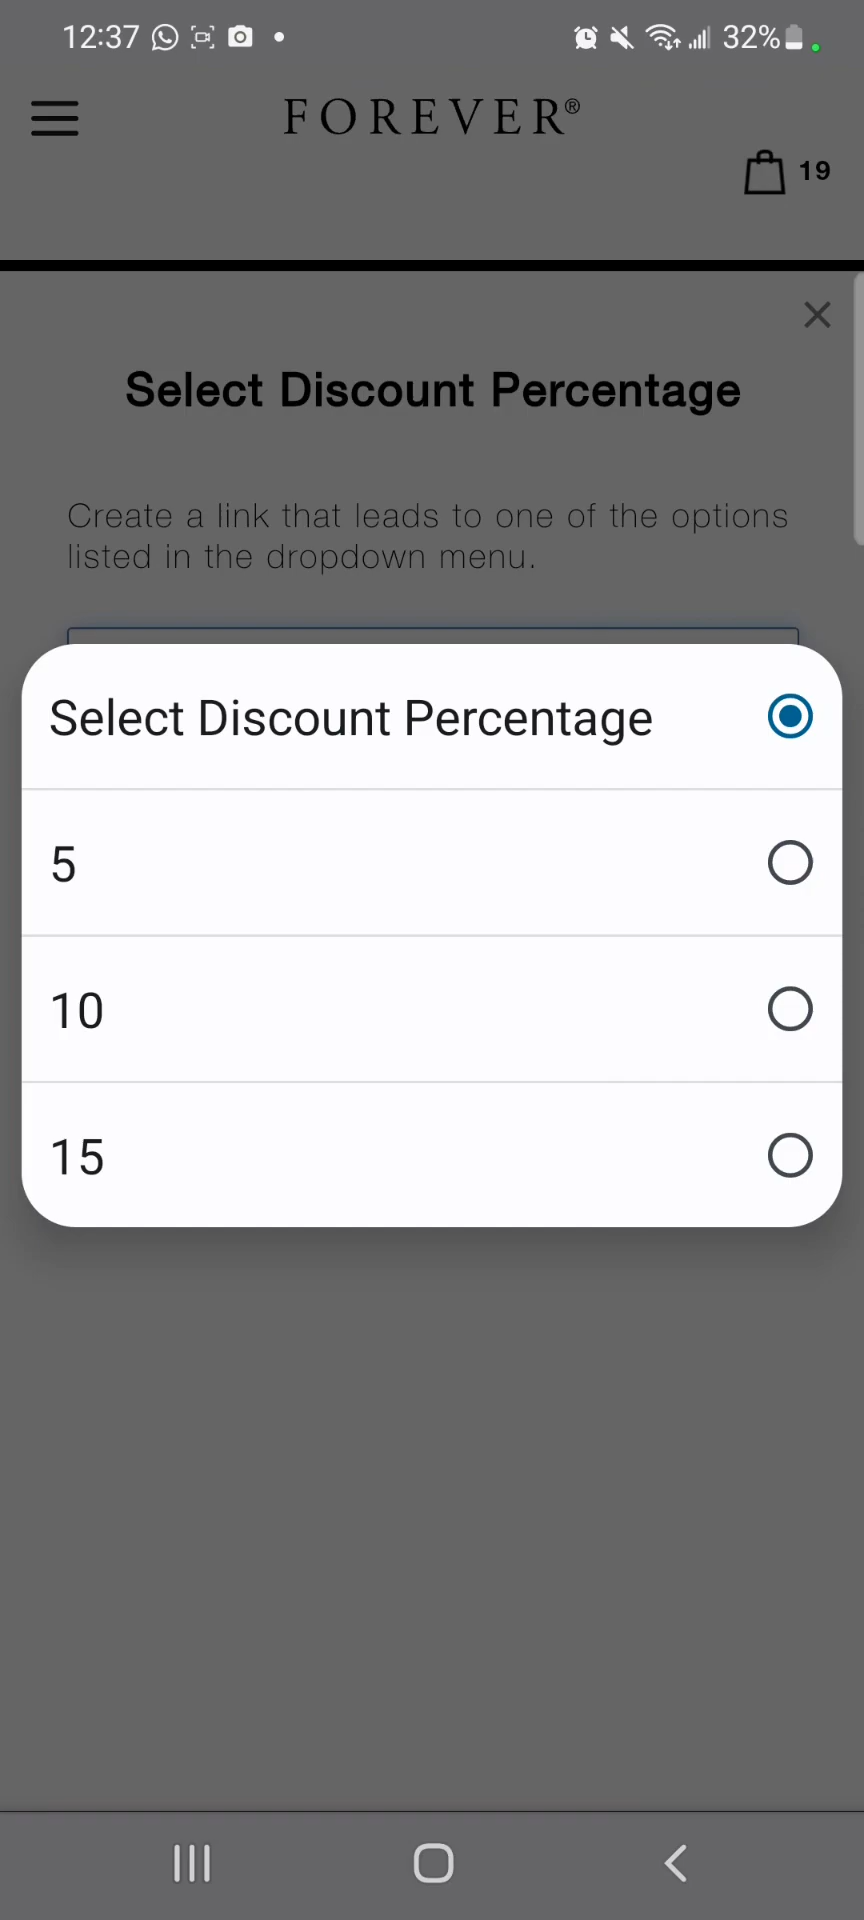 12:37
32%
FOREVER®
19
Select Discount Percentage
Create a link that leads to one of the options
listed in the dropdown menu.
Select Discount Percentage
5
10
15